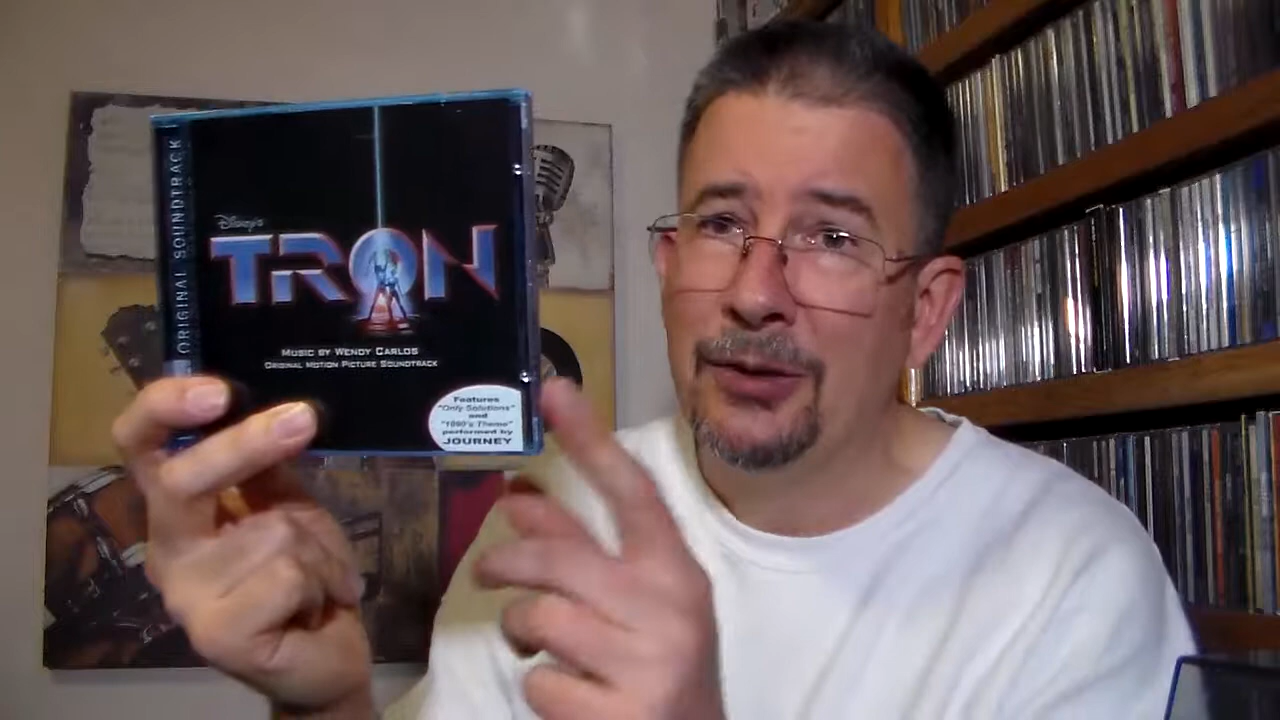 ORIGINAL SOUNDTRACK
Disney's
TRON
MUSIC BY WENDY CARLOS
ORIGINAL MOTION PICTURE SOUNDTRACK
Features
"Only Solutions"
and
"1990's Theme"
performed by
JOURNEY